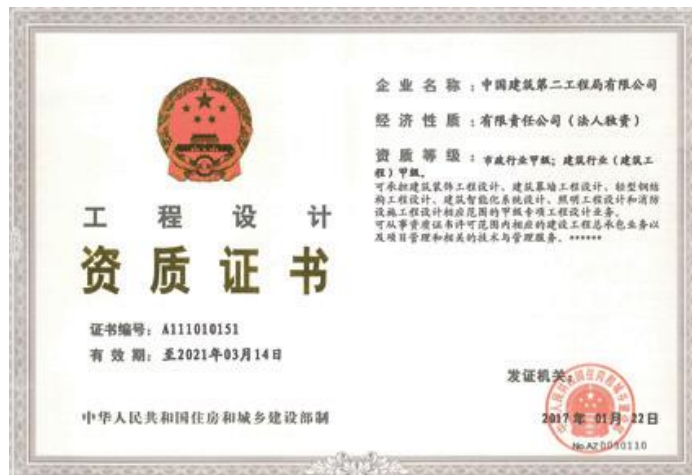 工程设计
资质证书
证书编号：A111010151
有效期：至2021年03月14日
中华人民共和国住房和城乡建设部制
企业名称：中国建筑第二工程局有限公司
经济性质：有限责任公司（法人独资）
资质等级：市政行业甲级；建筑行业（建筑工
程）甲级。
可承担建筑装饰工程设计、建筑幕墙工程设计、轻型钢结
构工程设计、建筑智能化系统设计、照明工程设计和消防
设施工程设计相应范围的甲级专项工程设计业务。
可从事资质证书许可范围内相应的建设工程总承包业务以
及项目管理和相关的技术与管理服务。******
发证机关：
2017年01月22日
No.AZ 0050110